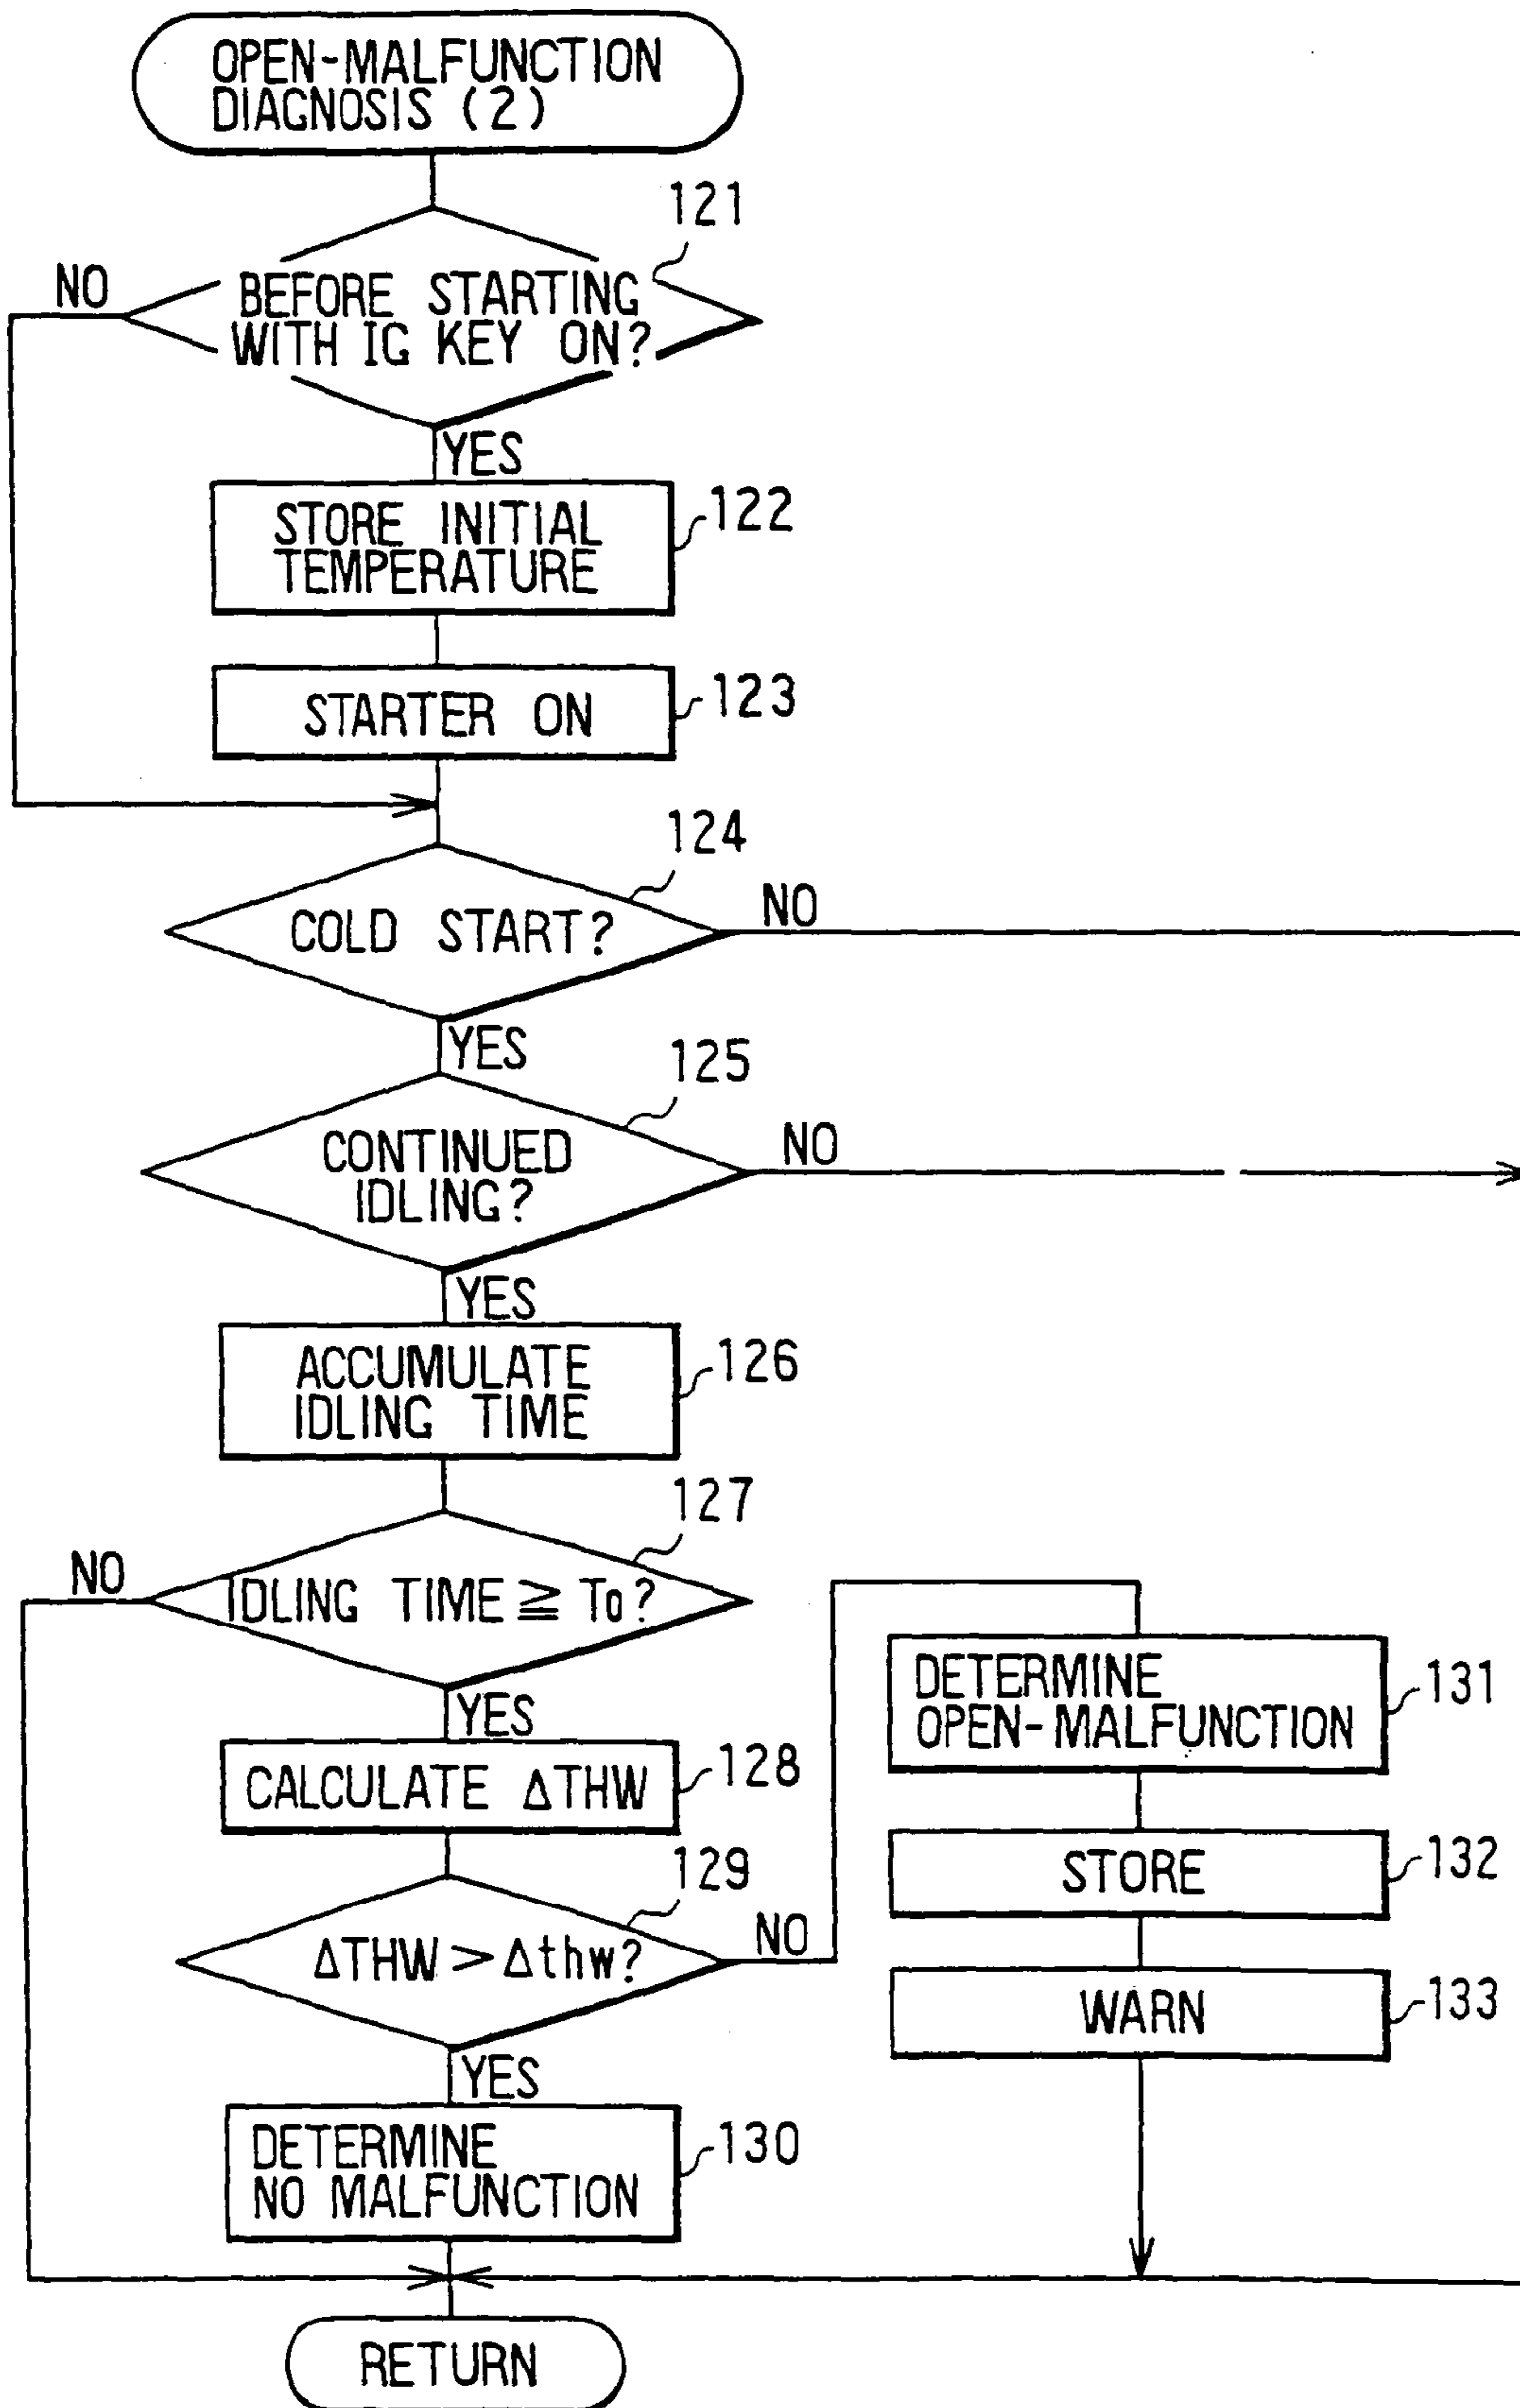 OPEN-MALFUNCTION
DIAGNOSIS (2)
121
NO
BEFORE STARTING
WITH IG KEY ON?
YES
STORE INITIAL
TEMPERATURE
122
STARTER ON
123
124
COLD START?
NO
YES
125
CONTINUED
IDLING?
NO
YES
ACCUMULATE
IDLING TIME
126
127
NO
IDLING TIME ≧ To?
YES
CALCULATE ΔTHW
128
129
ΔTHW > Δthw?
NO
YES
DETERMINE
NO MALFUNCTION
130
DETERMINE
OPEN-MALFUNCTION
131
STORE
132
WARN
133
RETURN